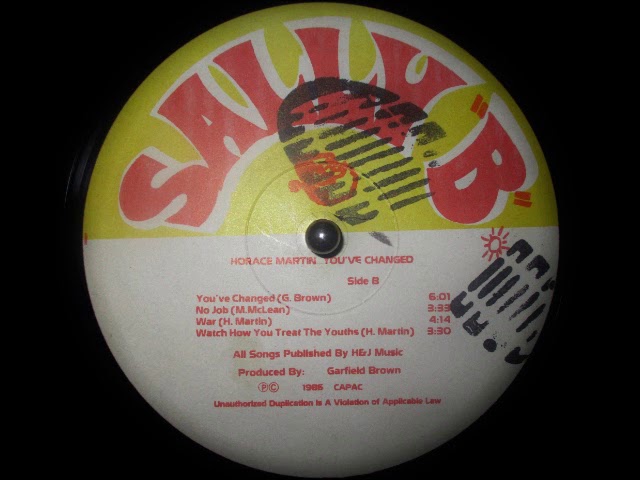 SALLY "B"
HORACE MARTIN YOU'VE CHANGED
Side B
You've Changed (G. Brown) 6:01
No Job (M.McLean) 3:33
War (H. Martin) 4:14
Watch How You Treat The Youths (H. Martin) 3:30
All Songs Published By H&J Music
Produced By: Garfield Brown
℗© 1986 CAPAC
Unauthorized Duplication is A Violation of Applicable Law